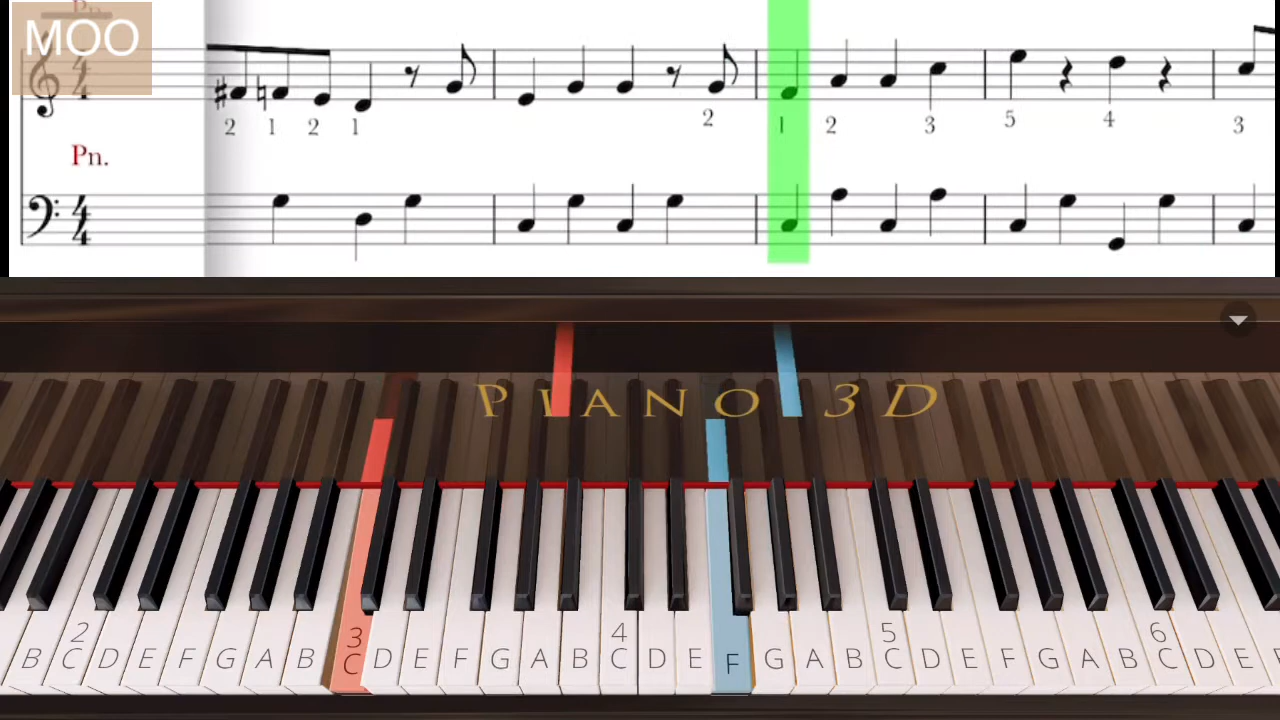 MOO
2 1 2 1 2 1 2 3 5 4 3
Pn.
PIANO 3D
2 3 4 5 6
B C D E F G A B C D E F G A B C D E F G A B C D E F G A B C D E